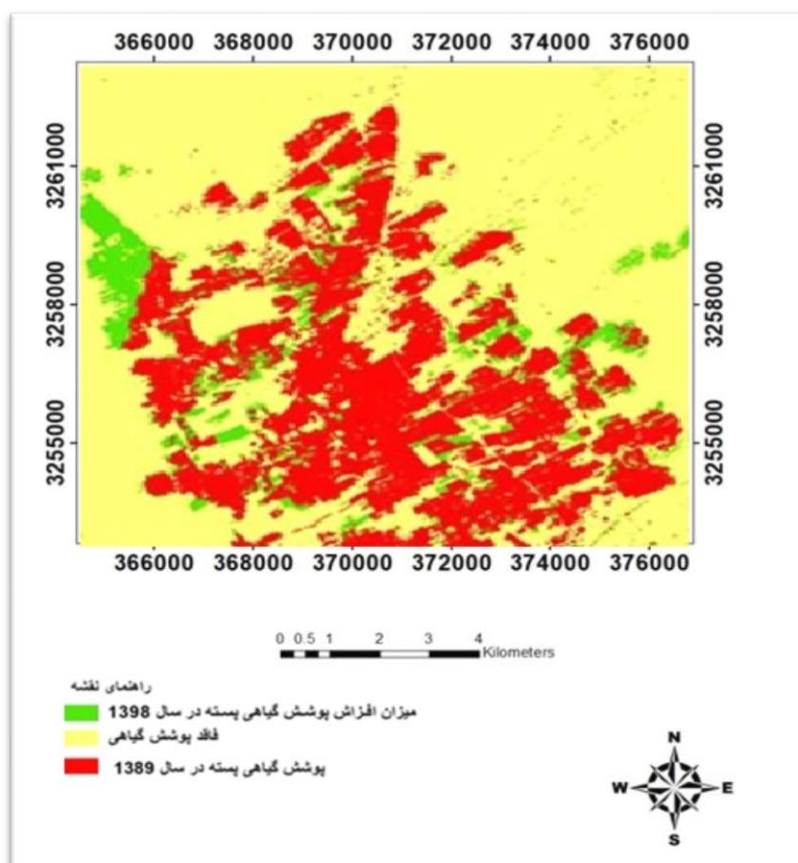 366000 368000 370000 372000 374000 376000
3261000 3261000
3258000 3258000
3255000 3255000
366000 368000 370000 372000 374000 376000
0 0.5 1 2 3 4
Kilometers
راهنمای نقشه
میزان افزاش پوشش گیاهی پسته در سال 1398
فاقد پوشش گیاهی
پوشش گیاهی پسته در سال 1389
N
W E
S